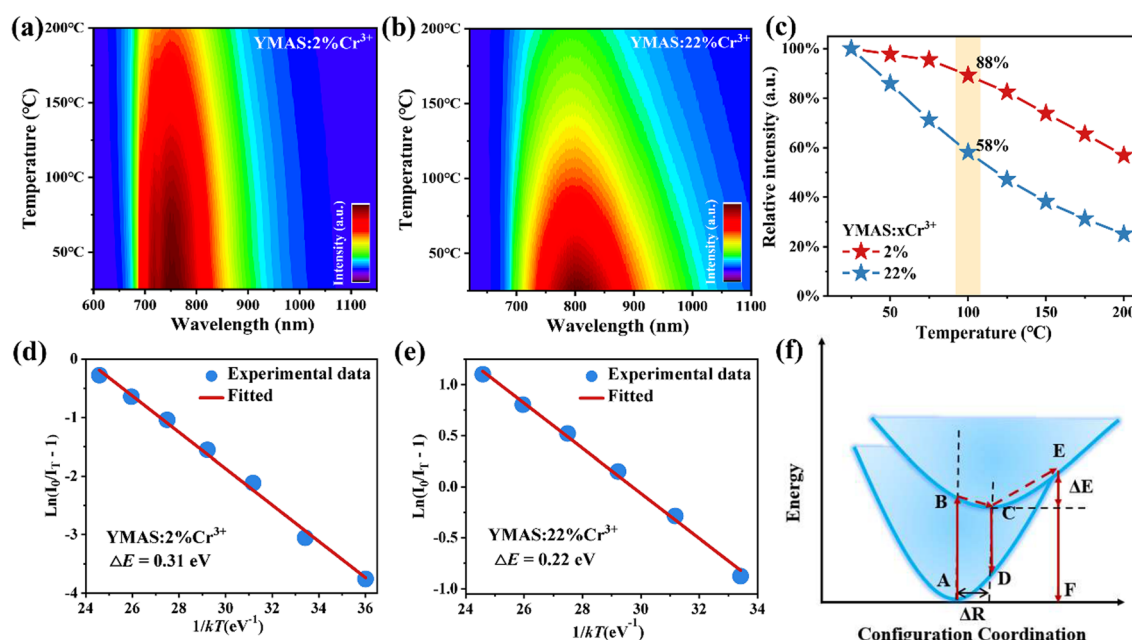 (a)
200°C
150°C
100°C
50°C
Temperature (°C)
YMAS:2%Cr³⁺
Intensity (a.u.)
600 700 800 900 1000 1100
Wavelength (nm)
(b)
200°C
150°C
100°C
50°C
Temperature (°C)
YMAS:22%Cr³⁺
Intensity (a.u.)
700 800 900 1000 1100
Wavelength (nm)
(c)
100%
80%
60%
40%
20%
0%
Relative intensity (a.u.)
88%
58%
YMAS:xCr³⁺
2%
22%
50 100 150 200
Temperature (°C)
(d)
0
-1
-2
-3
-4
Ln(I₀/I_T - 1)
Experimental data
Fitted
YMAS:2%Cr³⁺
△E = 0.31 eV
24 26 28 30 32 34 36
1/kT(eV⁻¹)
(e)
1.0
0.5
0.0
-0.5
-1.0
Ln(I₀/I_T - 1)
Experimental data
Fitted
YMAS:22%Cr³⁺
△E = 0.22 eV
24 26 28 30 32 34
1/kT(eV⁻¹)
(f)
Energy
E
B
C
ΔE
A
D
F
ΔR
Configuration Coordination